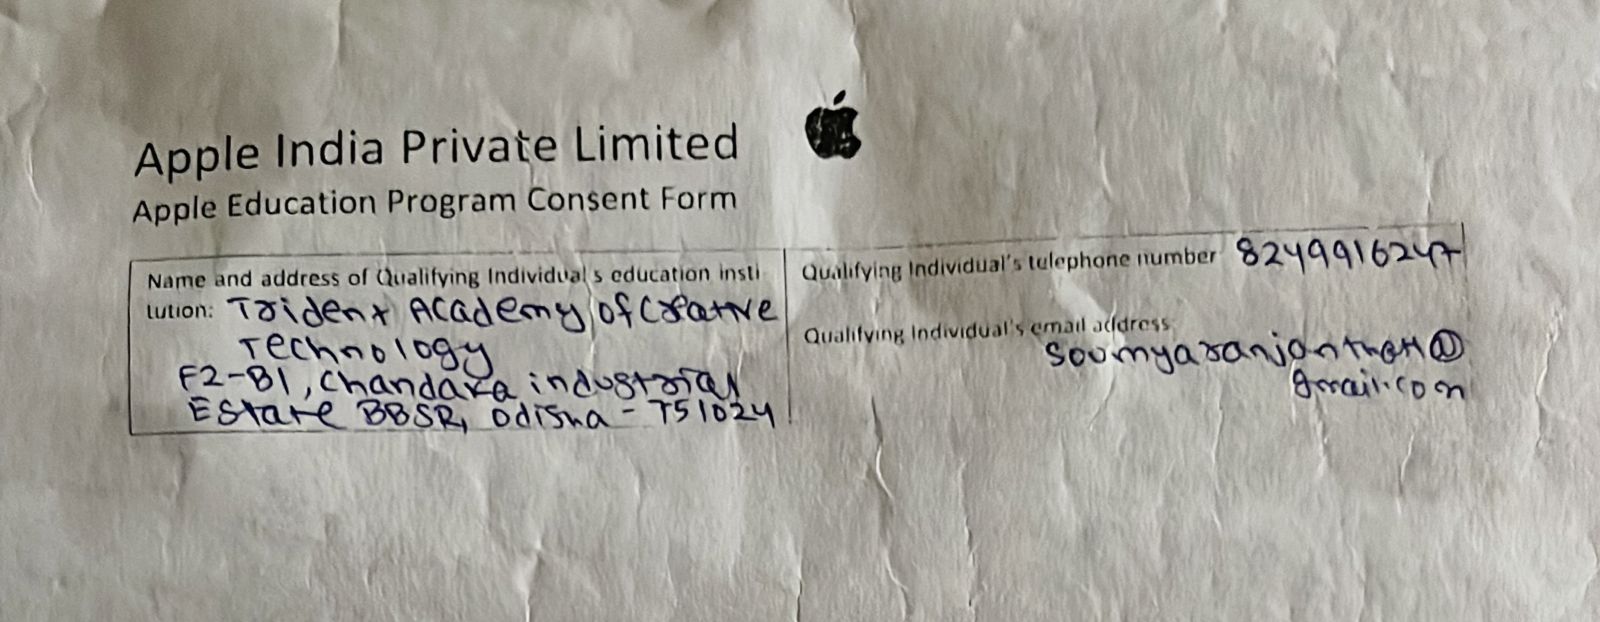 Apple India Private Limited
Apple Education Program Consent Form
Name and address of Qualifying Individual's education insti
tution: Trident Academy of Creative
Technology
F2-B1, Chandaka industrial
Estate BBSR, Odisha - 751024
Qualifying Individual's telephone number 8249916247
Qualifying Individual's email address:
@
gmail.com